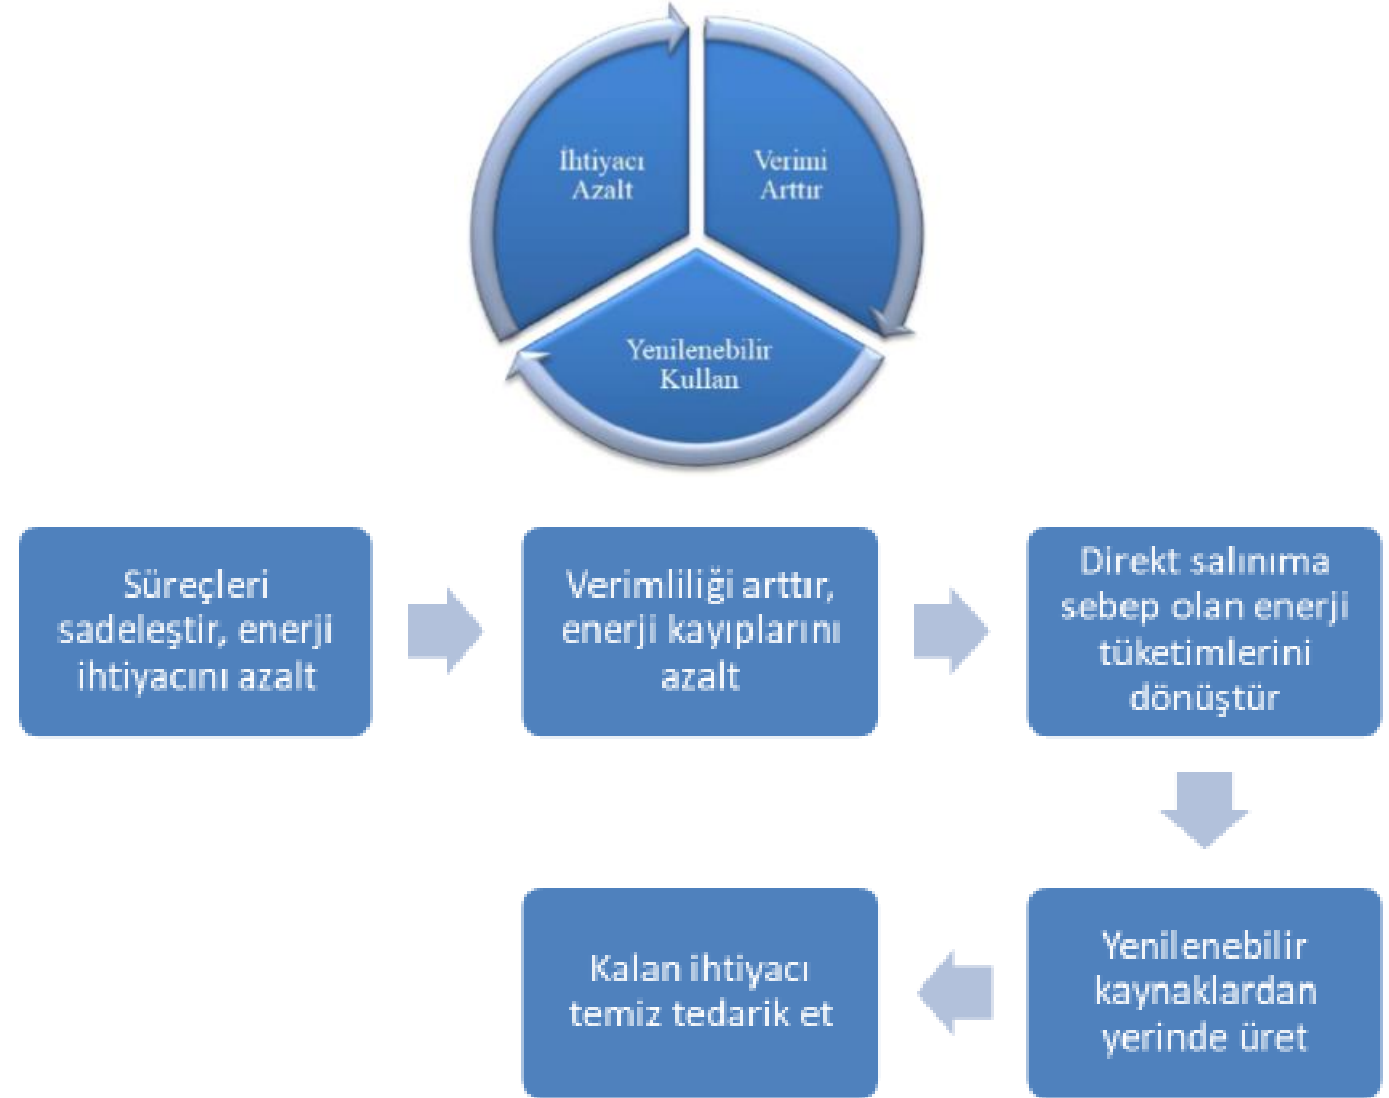 İhtiyacı
Azalt
Verimi
Arttır
Yenilenebilir
Kullan
Süreçleri
sadeleştir, enerji
ihtiyacını azalt
Verimliliği arttır,
enerji kayıplarını
azalt
Direkt salınıma
sebep olan enerji
tüketimlerini
dönüştür
Yenilenebilir
kaynaklardan
yerinde üret
Kalan ihtiyacı
temiz tedarik et